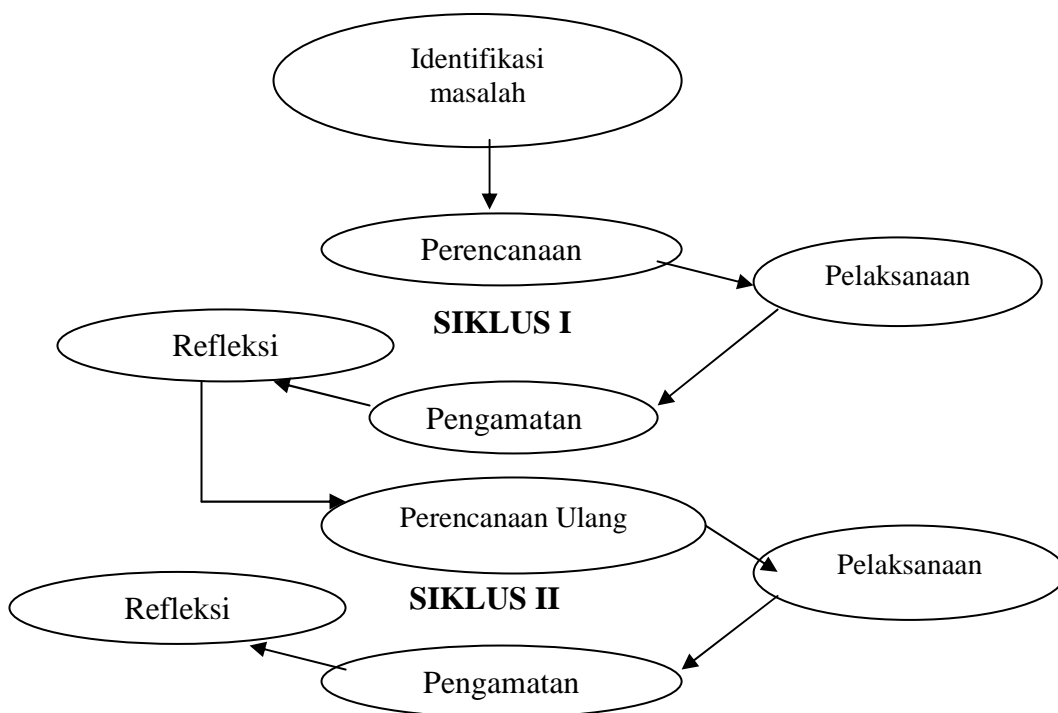 Identifikasi
masalah
Perencanaan
Pelaksanaan
SIKLUS I
Refleksi
Pengamatan
Perencanaan Ulang
Pelaksanaan
SIKLUS II
Refleksi
Pengamatan